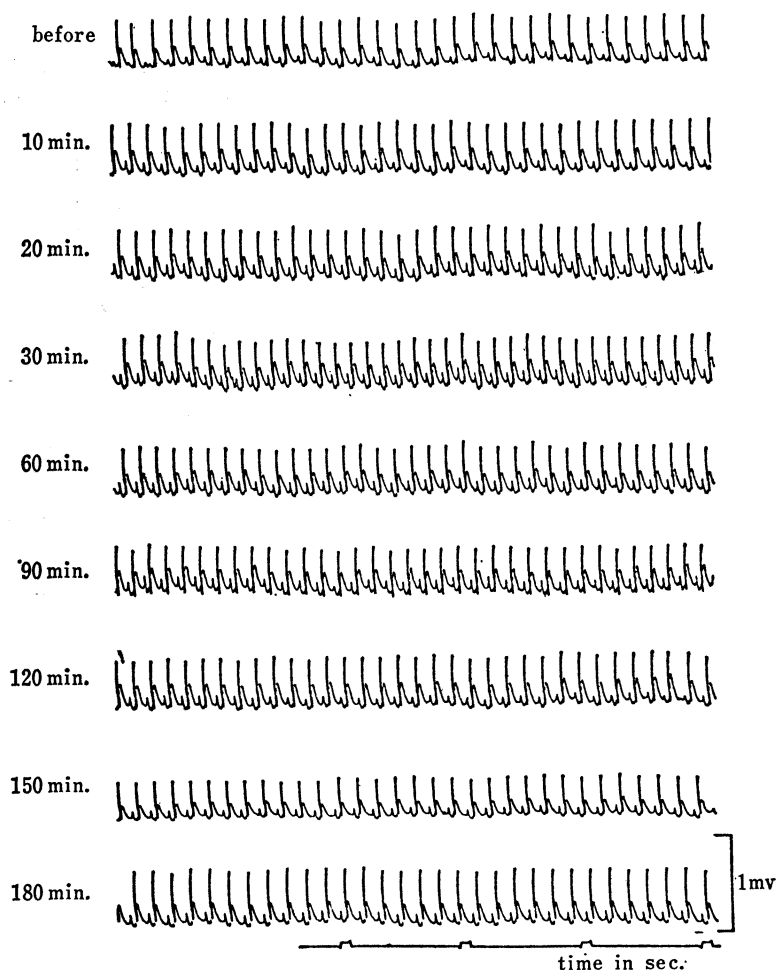 before
10 min.
20 min.
30 min.
60 min.
90 min.
120 min.
150 min.
180 min.
1mv
time in sec.